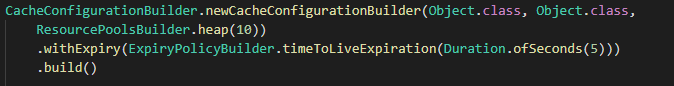 CacheConfigurationBuilder.newCacheConfigurationBuilder(Object.class, Object.class,
ResourcePoolsBuilder.heap(10))
.withExpiry(ExpiryPolicyBuilder.timeToLiveExpiration(Duration.ofSeconds(5)))
.build()